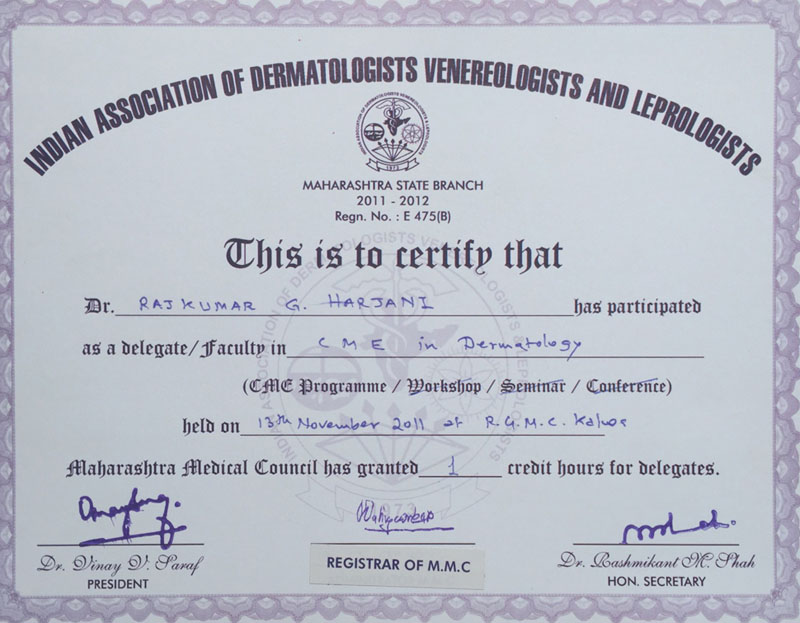 INDIAN ASSOCIATION OF DERMATOLOGISTS VENEREOLOGISTS AND LEPROLOGISTS
1973
MAHARASHTRA STATE BRANCH
2011 - 2012
Regn. No. : E 475(B)
This is to certify that
Dr. RAJKUMAR G. HARJANI has participated
as a delegate/Faculty in CME in Dermatology
(CME Programme / Workshop / Seminar / Conference)
held on 13th November 2011 at R.G.M.C. Kalwa
Maharashtra Medical Council has granted 1 credit hours for delegates.
Dr. Vinay V. Saraf
PRESIDENT
REGISTRAR OF M.M.C
Dr. Rashmikant M. Shah
HON. SECRETARY